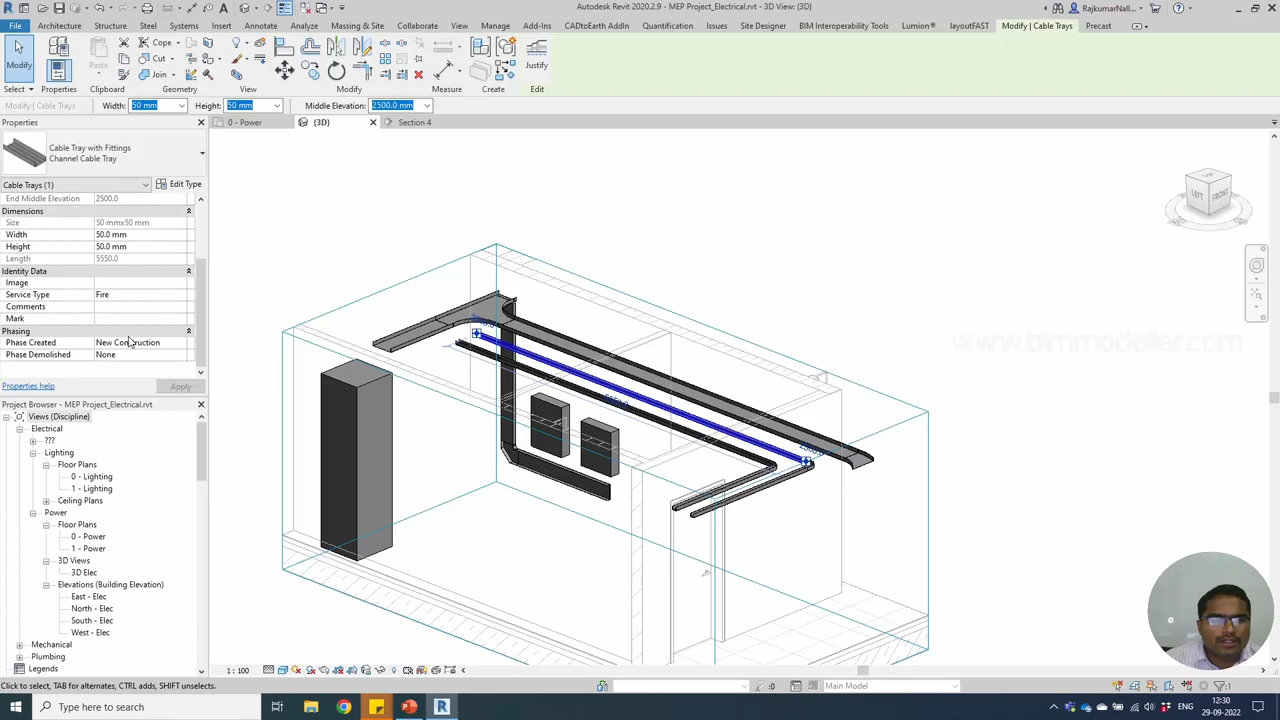 Autodesk Revit 2020.2.9 - MEP Project_Electrical.rvt - 3D View: {3D}
RajkumarNall...
File Architecture Structure Steel Systems Insert Annotate Analyze Massing & Site Collaborate View Manage Add-Ins CADtoEarth AddIn Quantification Issues Site Designer BIM Interoperability Tools Lumion® layoutFAST Modify | Cable Trays Precast
Modify Paste Cope Cut Join Justify
Select Properties Clipboard Geometry View Modify Measure Create Edit
Modify | Cable Trays Width: 50 mm Height: 50 mm Middle Elevation: 2500.0 mm
Properties
0 - Power {3D} Section 4
Cable Tray with Fittings
Channel Cable Tray
Cable Trays (1) Edit Type
End Middle Elevation 2500.0
Dimensions
Size 50 mmx50 mm
Width 50.0 mm
Height 50.0 mm
Length 5550.0
Identity Data
Image
Service Type Fire
Comments
Mark
Phasing
Phase Created New Construction
Phase Demolished None
Properties help Apply
LEFT FRONT
www.bimmodeller.com
Project Browser - MEP Project_Electrical.rvt
Views (Discipline)
Electrical
???
Lighting
Floor Plans
0 - Lighting
1 - Lighting
Ceiling Plans
Power
Floor Plans
0 - Power
1 - Power
3D Views
3D Elec
Elevations (Building Elevation)
East - Elec
North - Elec
South - Elec
West - Elec
Mechanical
Plumbing
Legends
1 : 100
Click to select, TAB for alternates, CTRL adds, SHIFT unselects.
:0 Main Model :1
Type here to search
ENG
12:30
29-09-2022